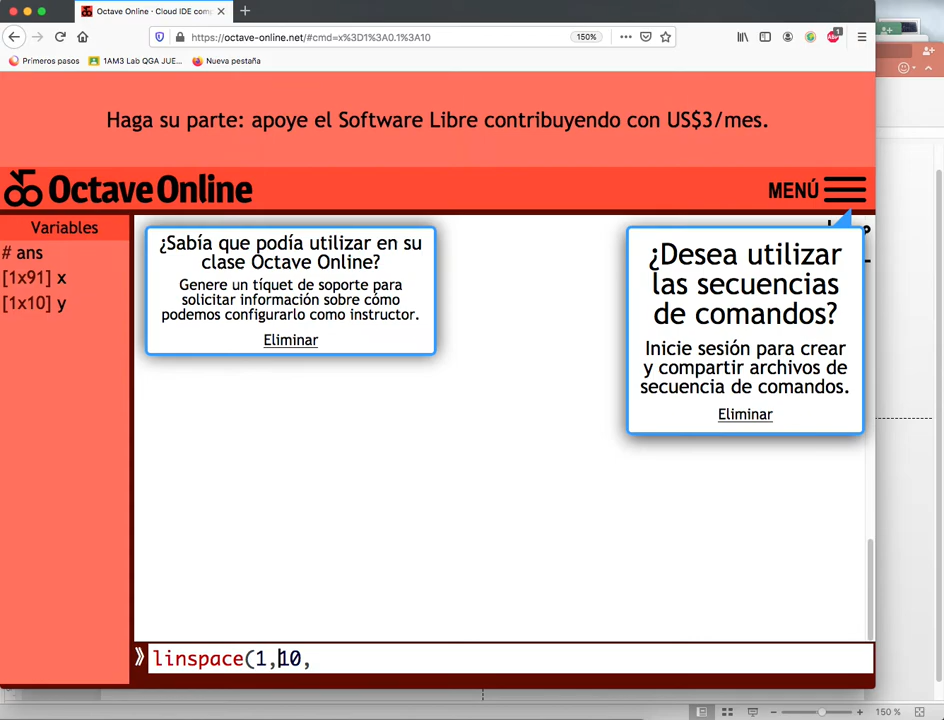 Octave Online · Cloud IDE com
https://octave-online.net/#cmd=x%3D1%3A0.1%3A10
150%
Primeros pasos
1AM3 Lab QGA JUE...
Nueva pestaña
Haga su parte: apoye el Software Libre contribuyendo con US$3/mes.
Octave Online
MENÚ
Variables
# ans
[1x91] x
[1x10] y
¿Sabía que podía utilizar en su
clase Octave Online?
Genere un tíquet de soporte para
solicitar información sobre cómo
podemos configurarlo como instructor.
Eliminar
¿Desea utilizar
las secuencias
de comandos?
Inicie sesión para crear
y compartir archivos de
secuencia de comandos.
Eliminar
» linspace(1,10,
150 %